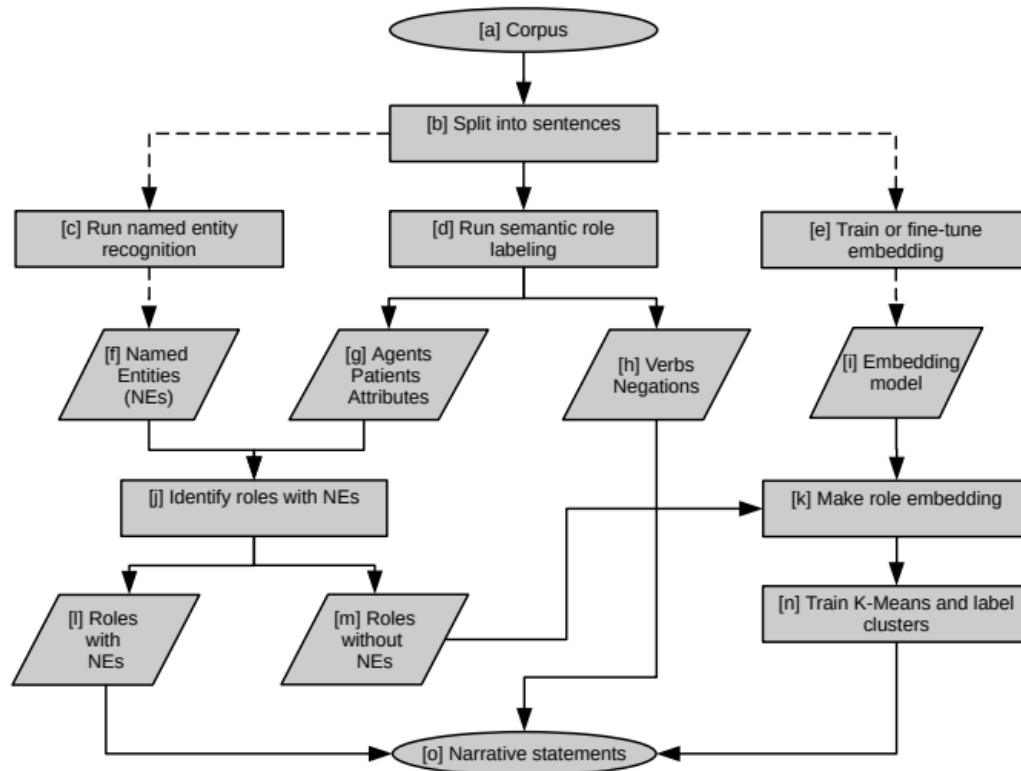 [a] Corpus
[b] Split into sentences
[c] Run named entity
recognition
[d] Run semantic role
labeling
[e] Train or fine-tune
embedding
[f] Named
Entities
(NEs)
[g] Agents
Patients
Attributes
[h] Verbs
Negations
[i] Embedding
model
[j] Identify roles with NEs
[k] Make role embedding
[l] Roles
with
NEs
[m] Roles
without
NEs
[n] Train K-Means and label
clusters
[o] Narrative statements